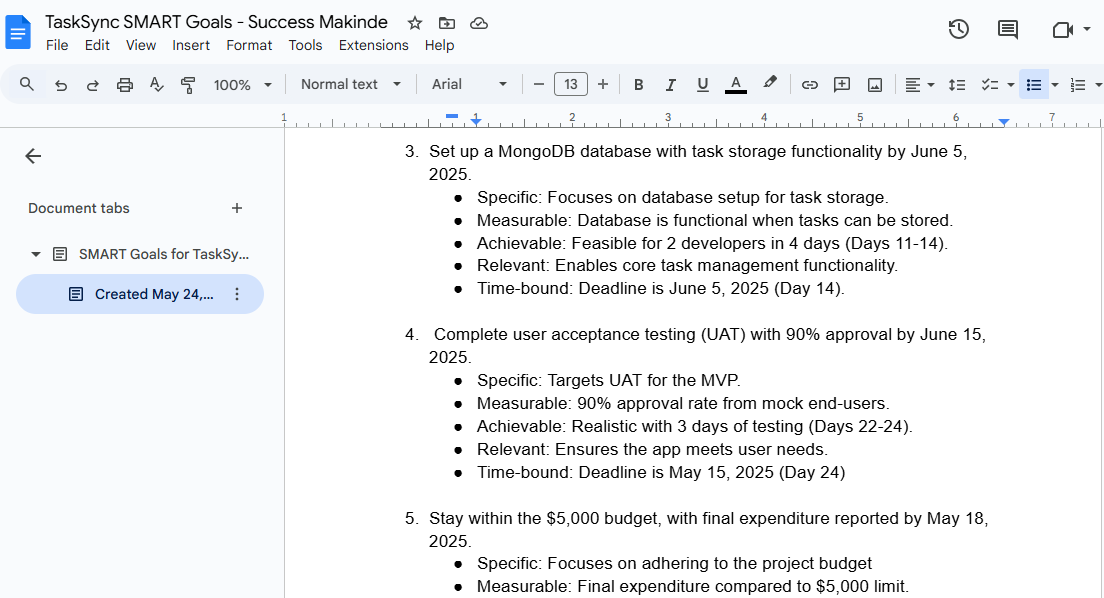 TaskSync SMART Goals - Success Makinde
File Edit View Insert Format Tools Extensions Help
100% Normal text Arial 13 B I U A
1 1 2 3 4 5 6 7
Document tabs
SMART Goals for TaskSy...
Created May 24,...
3. Set up a MongoDB database with task storage functionality by June 5,
2025.
● Specific: Focuses on database setup for task storage.
● Measurable: Database is functional when tasks can be stored.
● Achievable: Feasible for 2 developers in 4 days (Days 11-14).
● Relevant: Enables core task management functionality.
● Time-bound: Deadline is June 5, 2025 (Day 14).
4. Complete user acceptance testing (UAT) with 90% approval by June 15,
2025.
● Specific: Targets UAT for the MVP.
● Measurable: 90% approval rate from mock end-users.
● Achievable: Realistic with 3 days of testing (Days 22-24).
● Relevant: Ensures the app meets user needs.
● Time-bound: Deadline is May 15, 2025 (Day 24)
5. Stay within the $5,000 budget, with final expenditure reported by May 18,
2025.
● Specific: Focuses on adhering to the project budget
● Measurable: Final expenditure compared to $5,000 limit.